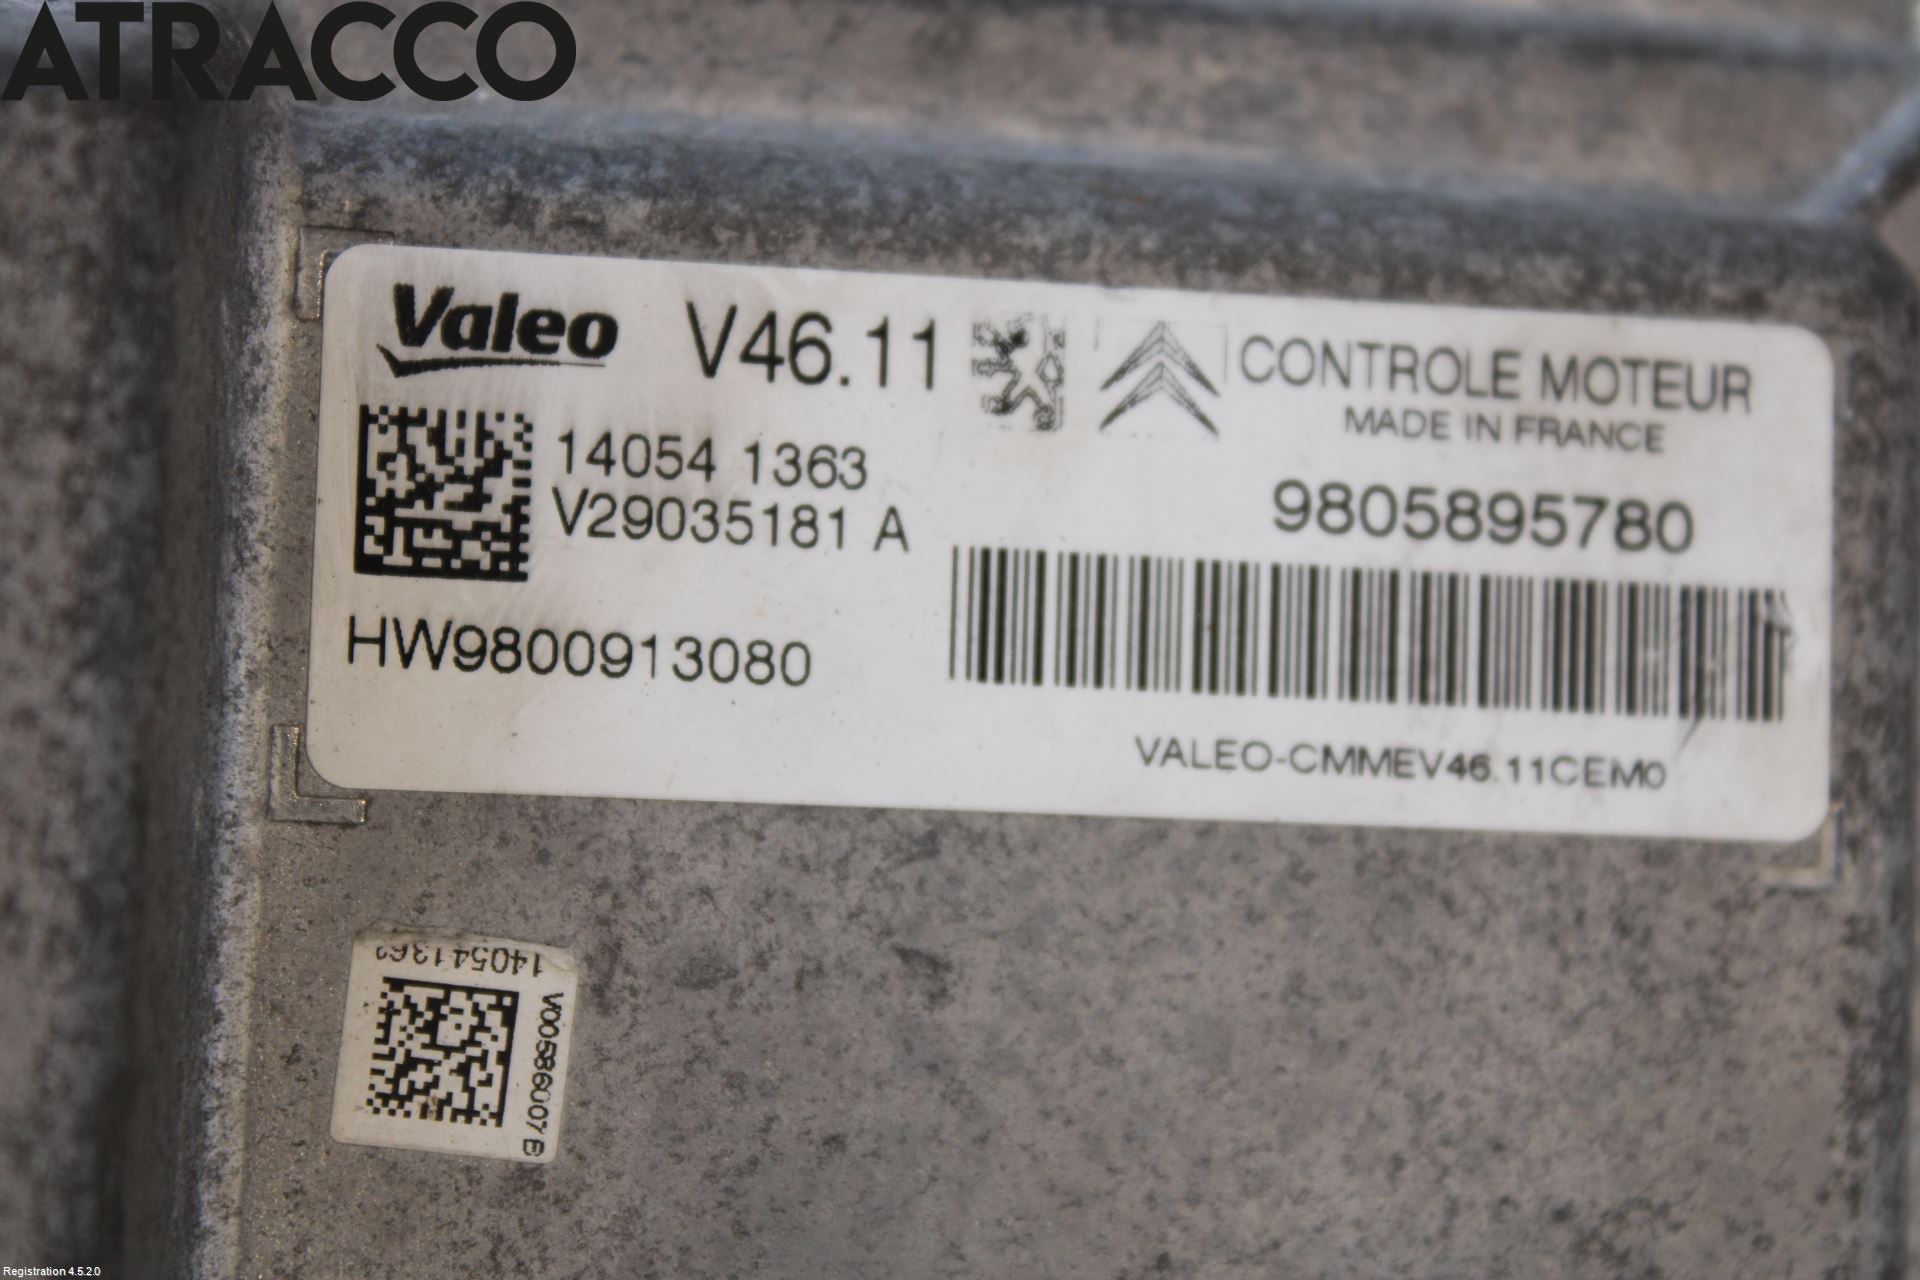 ATRACCO
Valeo V46.11 CONTROLE MOTEUR
MADE IN FRANCE
14054 1363
V29035181 A
9805895780
HW9800913080
VALEO-CMMEV46.11CEM0
140541363
V00586007 B
Registration 4.5.2.0